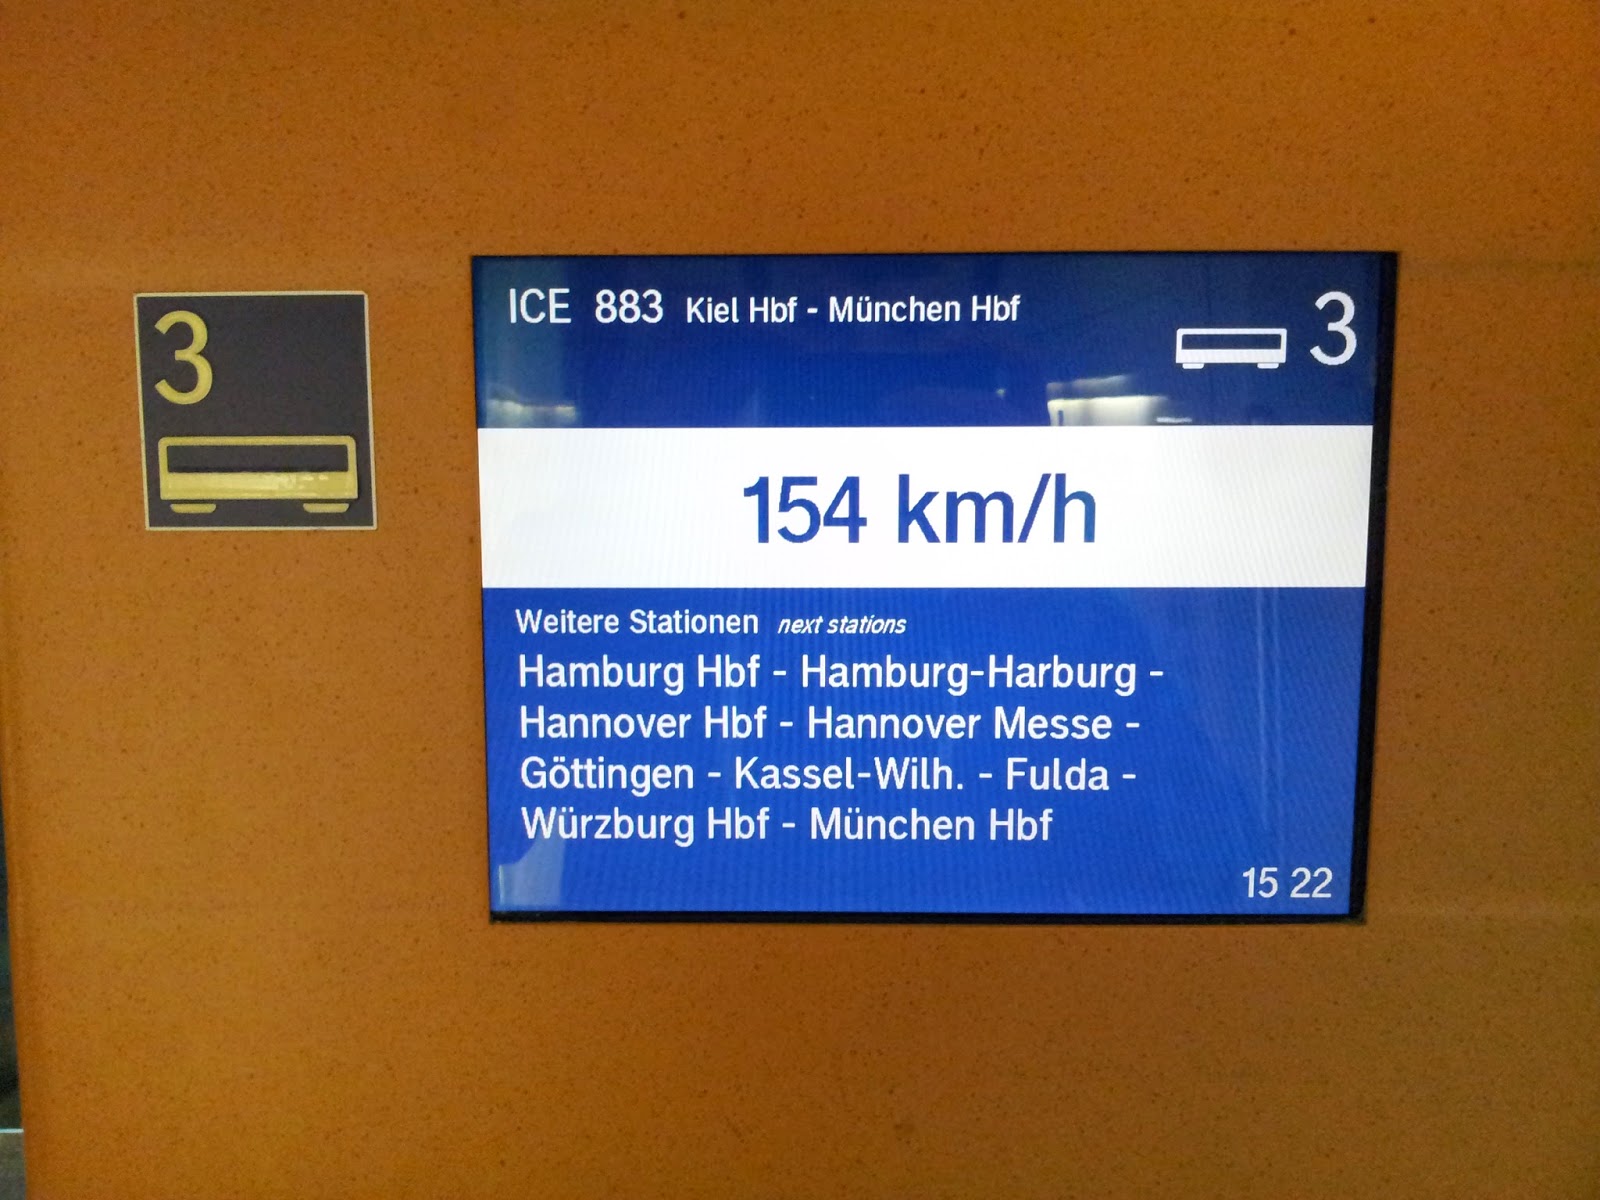 3
ICE 883 Kiel Hbf - München Hbf
3
154 km/h
Weitere Stationen next stations
Hamburg Hbf - Hamburg-Harburg -
Hannover Hbf - Hannover Messe -
Göttingen - Kassel-Wilh. - Fulda -
Würzburg Hbf - München Hbf
15 22